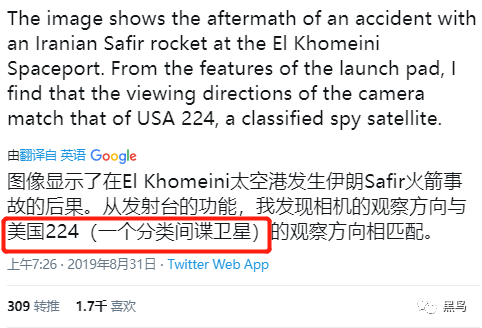 The image shows the aftermath of an accident with
an Iranian Safir rocket at the El Khomeini
Spaceport. From the features of the launch pad, I
find that the viewing directions of the camera
match that of USA 224, a classified spy satellite.
由翻译自 英语 Google
图像显示了在El Khomeini太空港发生伊朗Safir火箭事
故的后果。从发射台的功能，我发现相机的观察方向与
美国224（一个分类间谍卫星）的观察方向相匹配。
上午7:26 · 2019年8月31日 · Twitter Web App
309 转推 1.7千 喜欢
黑鸟